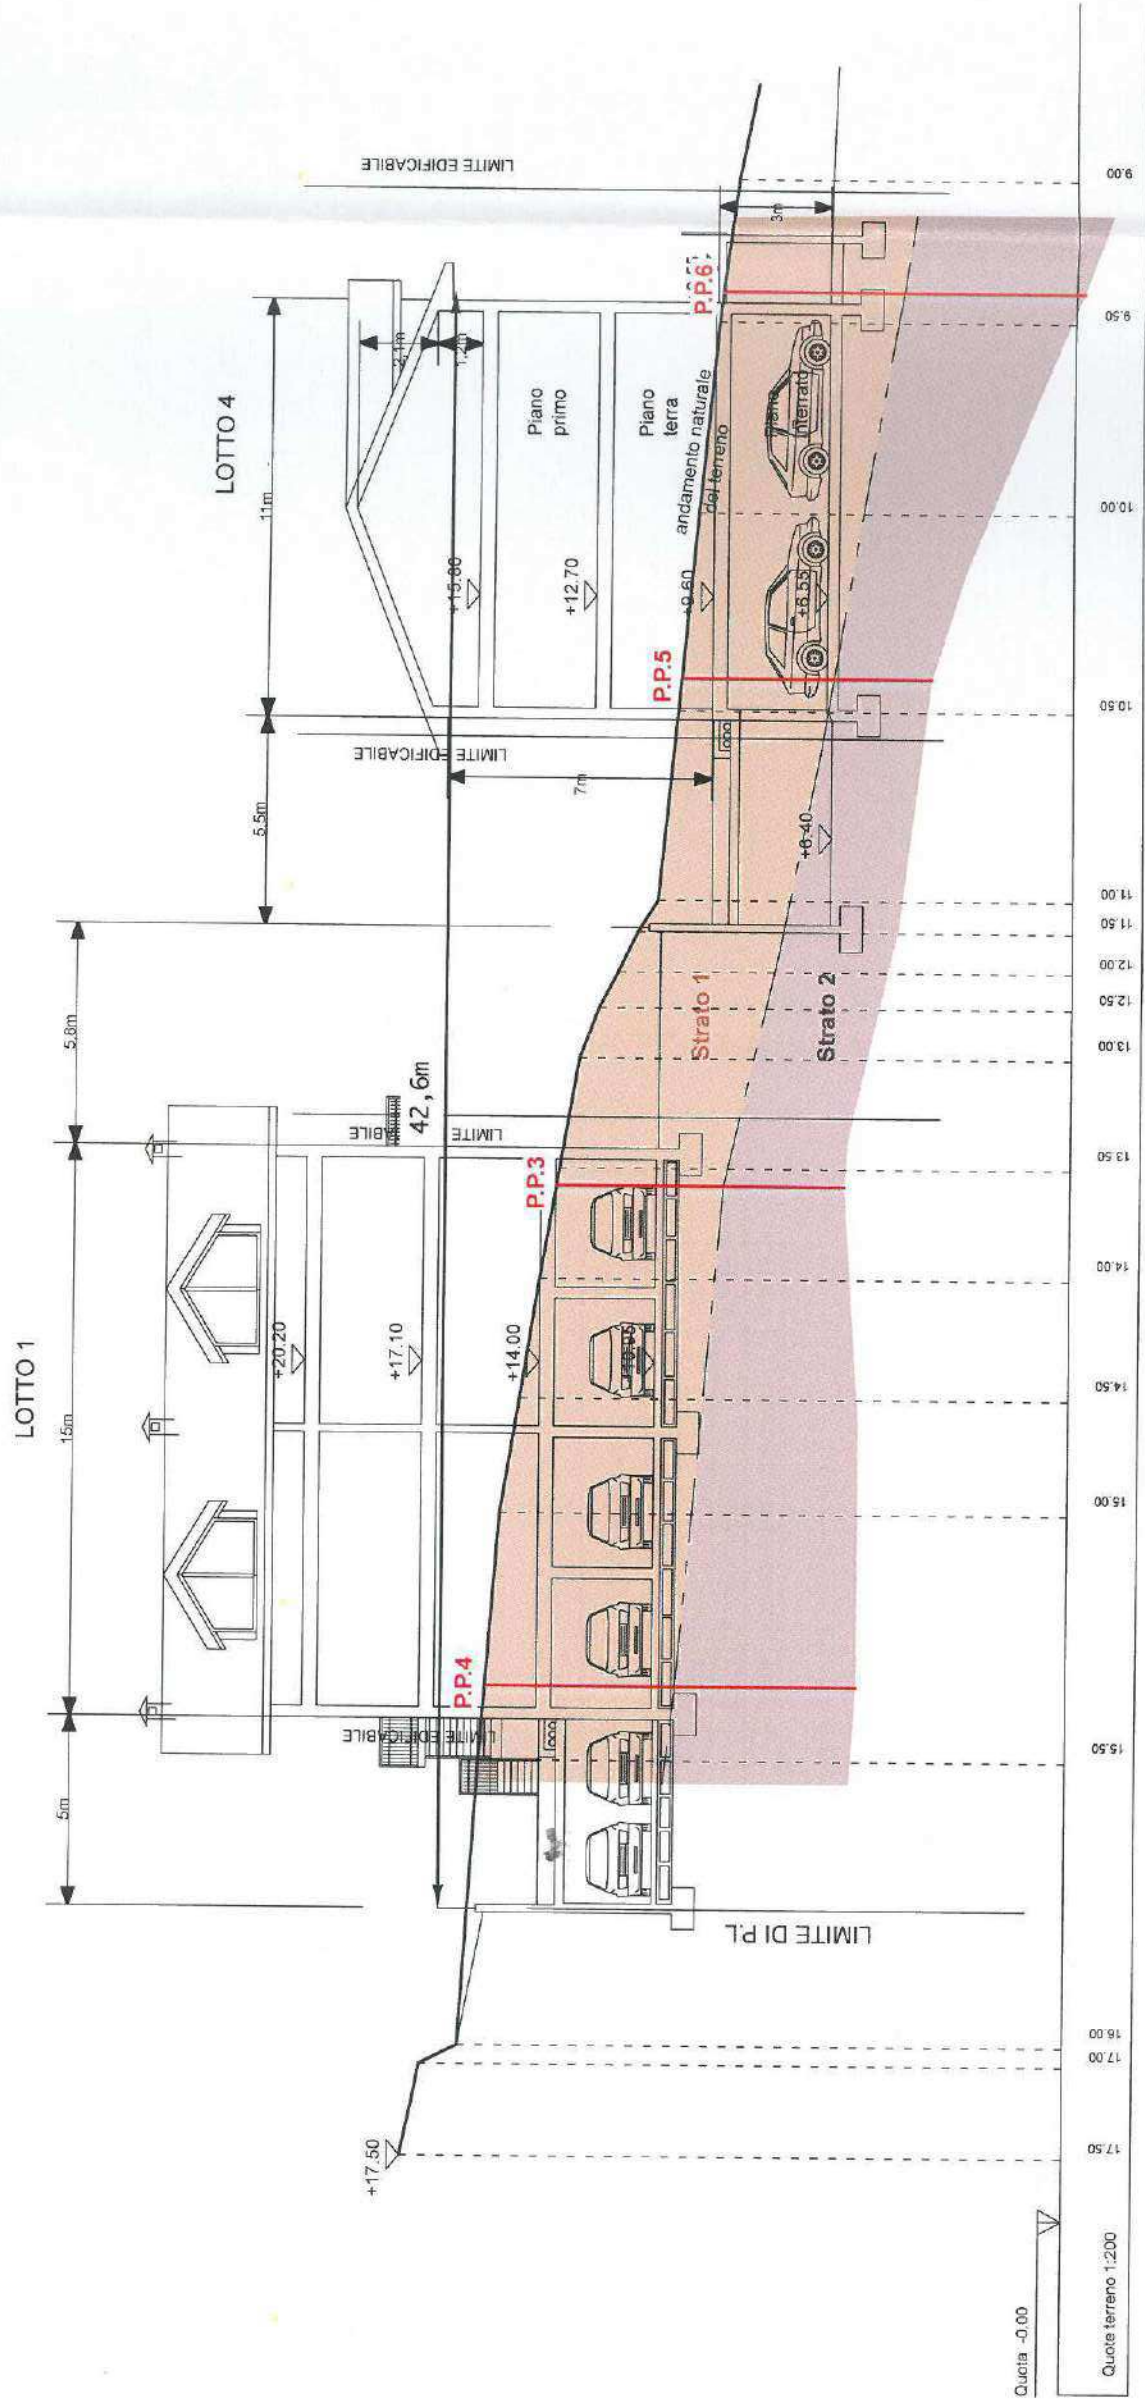 LOTTO 1
LOTTO 4
5m
15m
5.8m
5.5m
11m
42,6m
2,1m
1.2m
7m
3m
+17.50
+20.20
+17.10
+14.00
+15.80
+12.70
+9.60
+6.55
+6.40
Piano
primo
Piano
terra
Piano
interrato
andamento naturale
del terreno
P.P.4
P.P.3
P.P.5
P.P.6
Strato 1
Strato 2
LIMITE EDIFICABILE
LIMITE
LIMITE EDIFICABILE
LIMITE EDIFICABILE
LIMITE DI P.L
Quota -0.00
Quote terreno 1:200
17.50
17.00
16.00
15.50
15.00
14.50
14.00
13.50
13.00
12.50
12.00
11.50
11.00
10.50
10.00
9.50
9.00